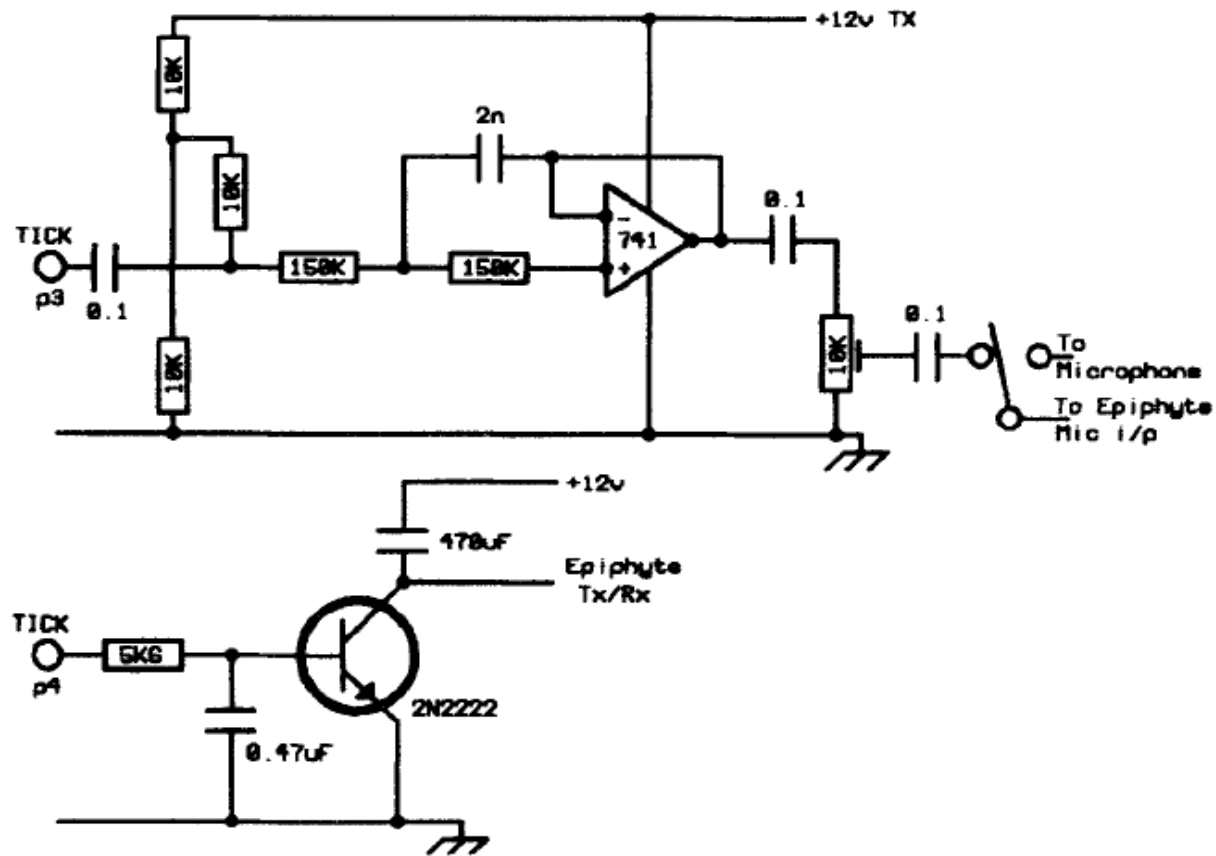 +12v TX
10K
2n
10K
0.1
TICK
741
-
+
150K
150K
p3
0.1
10K
10K
0.1
To
Microphone
To Epiphyte
Mic i/p
+12v
470uF
Epiphyte
Tx/Rx
TICK
5K6
p4
2N2222
0.47uF